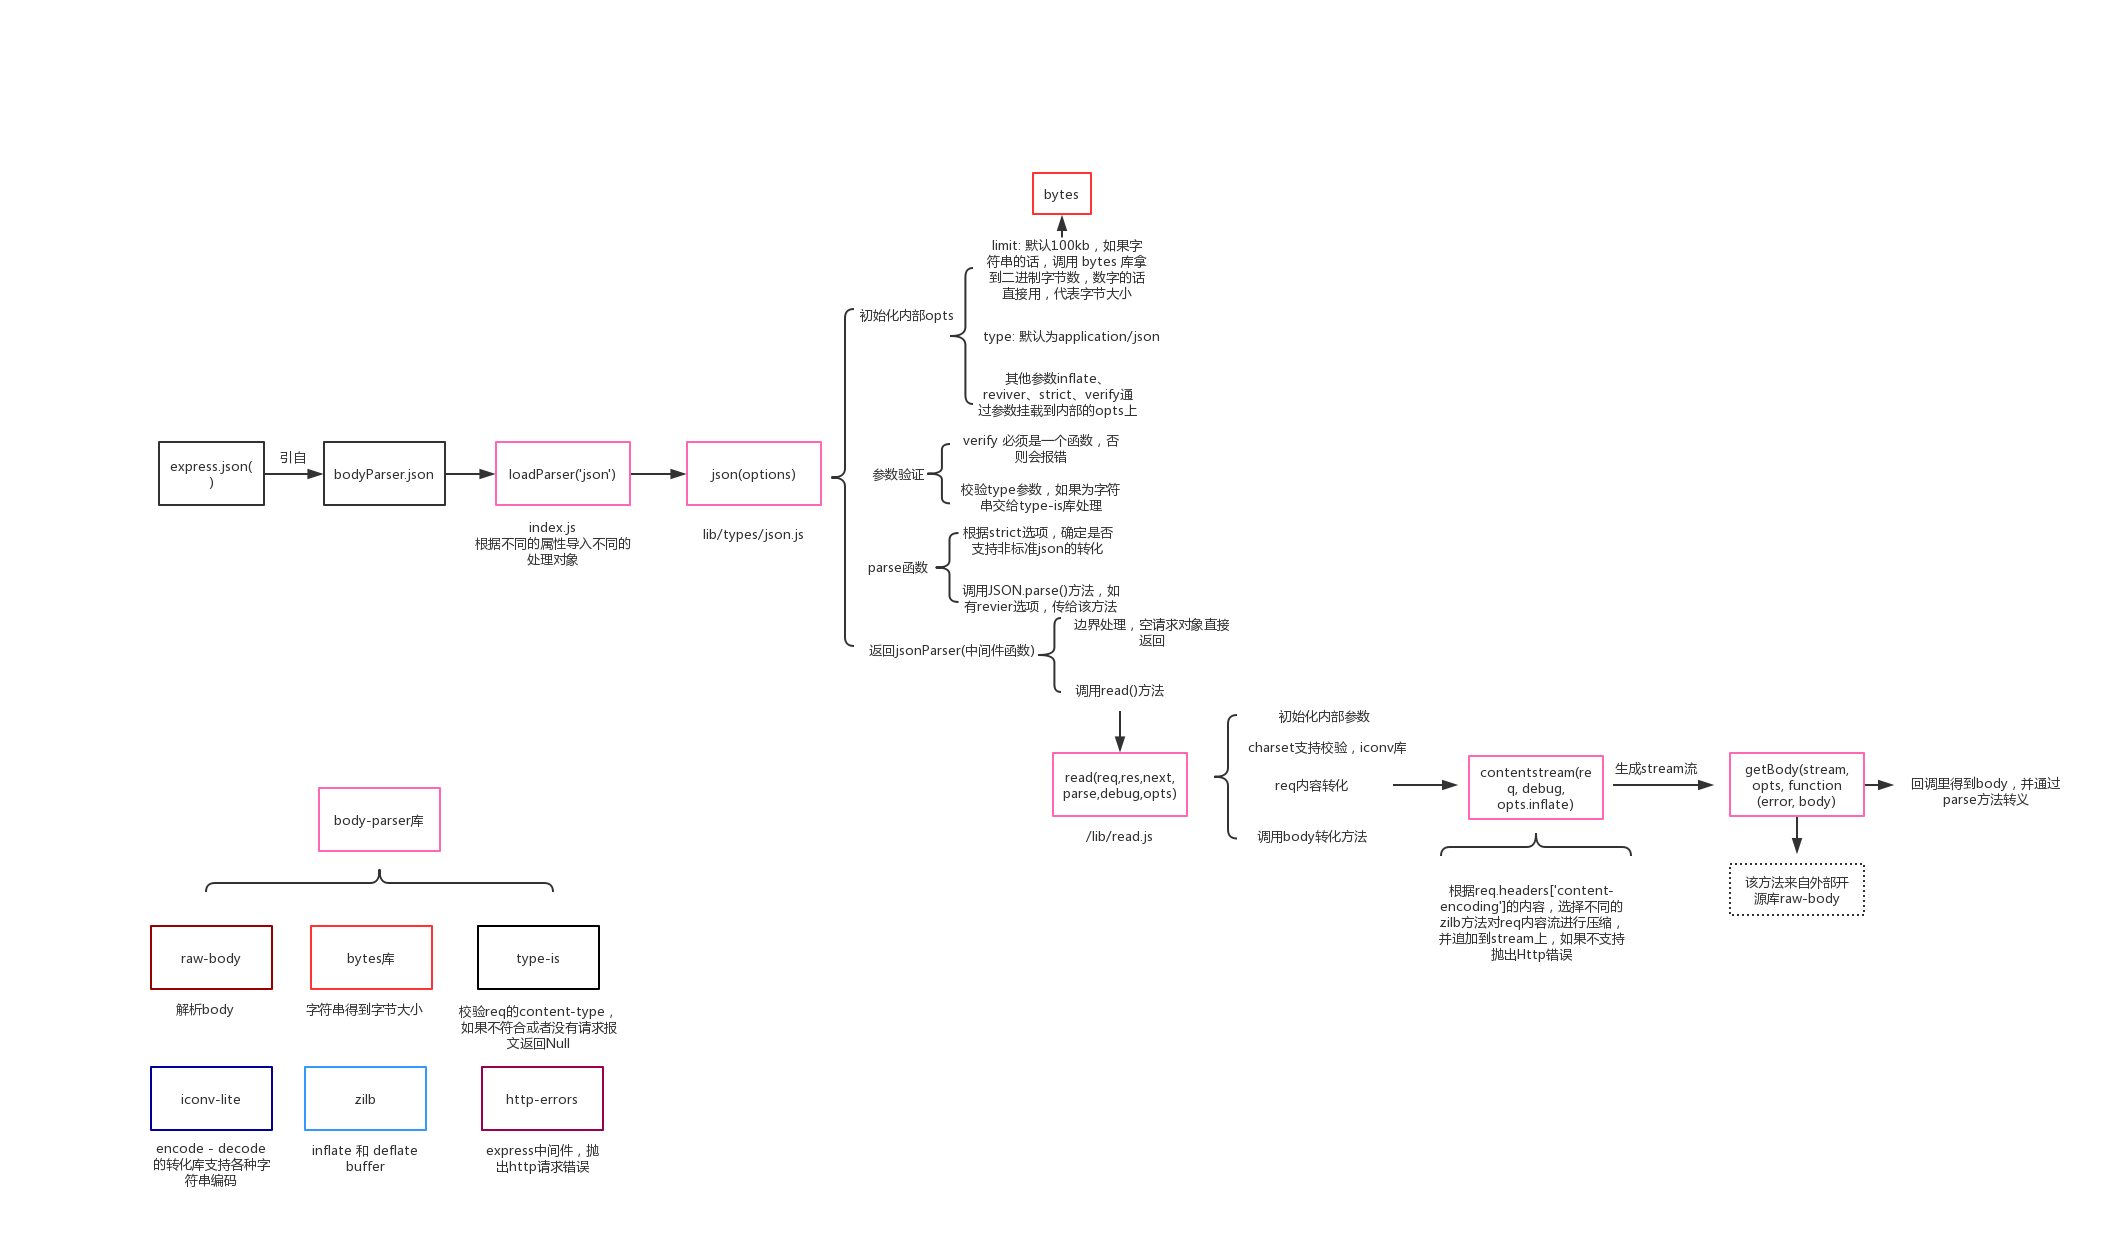 bytes
limit: 默认100kb，如果字
符串的话，调用 bytes 库拿
到二进制字节数，数字的话
直接用，代表字节大小
初始化内部opts
type: 默认为application/json
其他参数inflate、
reviver、strict、verify通
过参数挂载到内部的opts上
express.json(
)
引自
bodyParser.json
loadParser('json')
index.js
根据不同的属性导入不同的
处理对象
json(options)
lib/types/json.js
参数验证
verify 必须是一个函数，否
则会报错
校验type参数，如果为字符
串交给type-is库处理
parse函数
根据strict选项，确定是否
支持非标准json的转化
调用JSON.parse()方法，如
有revier选项，传给该方法
返回jsonParser(中间件函数)
边界处理，空请求对象直接
返回
调用read()方法
read(req,res,next,
parse,debug,opts)
/lib/read.js
初始化内部参数
charset支持校验，iconv库
req内容转化
调用body转化方法
contentstream(re
q, debug,
opts.inflate)
根据req.headers['content-
encoding']的内容，选择不同的
zilb方法对req内容流进行压缩，
并追加到stream上，如果不支持
抛出Http错误
生成stream流
getBody(stream,
opts, function
(error, body)
该方法来自外部开
源库raw-body
回调里得到body，并通过
parse方法转义
body-parser库
raw-body
解析body
bytes库
字符串得到字节大小
type-is
校验req的content-type，
如果不符合或者没有请求报
文返回Null
iconv-lite
encode - decode
的转化库支持各种字
符串编码
zilb
inflate 和 deflate
buffer
http-errors
express中间件，抛
出http请求错误